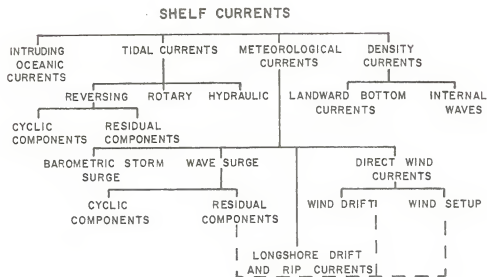 SHELF CURRENTS
INTRUDING OCEANIC CURRENTS
TIDAL CURRENTS
METEOROLOGICAL CURRENTS
DENSITY CURRENTS
REVERSING
ROTARY
HYDRAULIC
LANDWARD BOTTOM CURRENTS
INTERNAL WAVES
CYCLIC COMPONENTS
RESIDUAL COMPONENTS
BAROMETRIC STORM SURGE
WAVE SURGE
DIRECT WIND CURRENTS
CYCLIC COMPONENTS
RESIDUAL COMPONENTS
WIND DRIFT
WIND SETUP
LONGSHORE DRIFT AND RIP CURRENTS